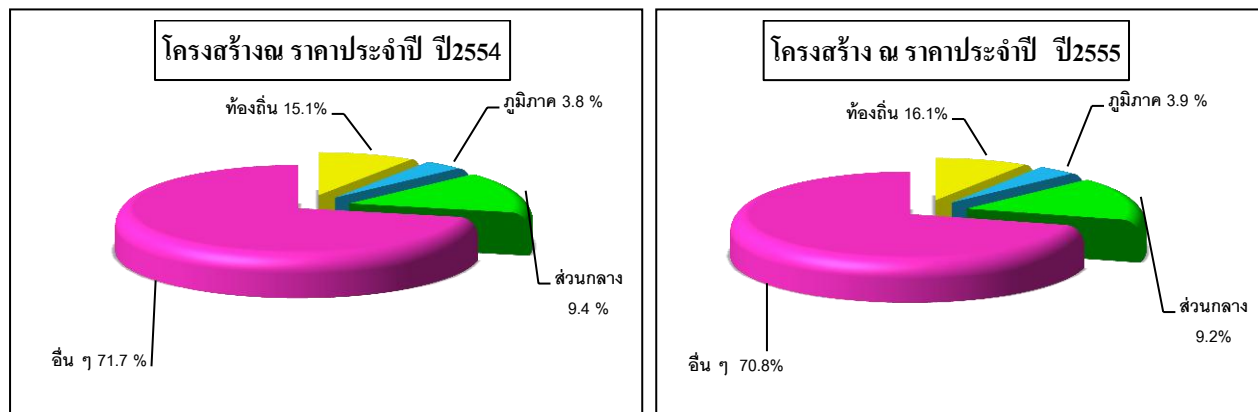 โครงสร้างณ ราคาประจำปี ปี2554
ท้องถิ่น 15.1%
ภูมิภาค 3.8 %
ส่วนกลาง
9.4 %
อื่น ๆ 71.7 %
โครงสร้าง ณ ราคาประจำปี ปี2555
ท้องถิ่น 16.1%
ภูมิภาค 3.9 %
ส่วนกลาง
9.2%
อื่น ๆ 70.8%